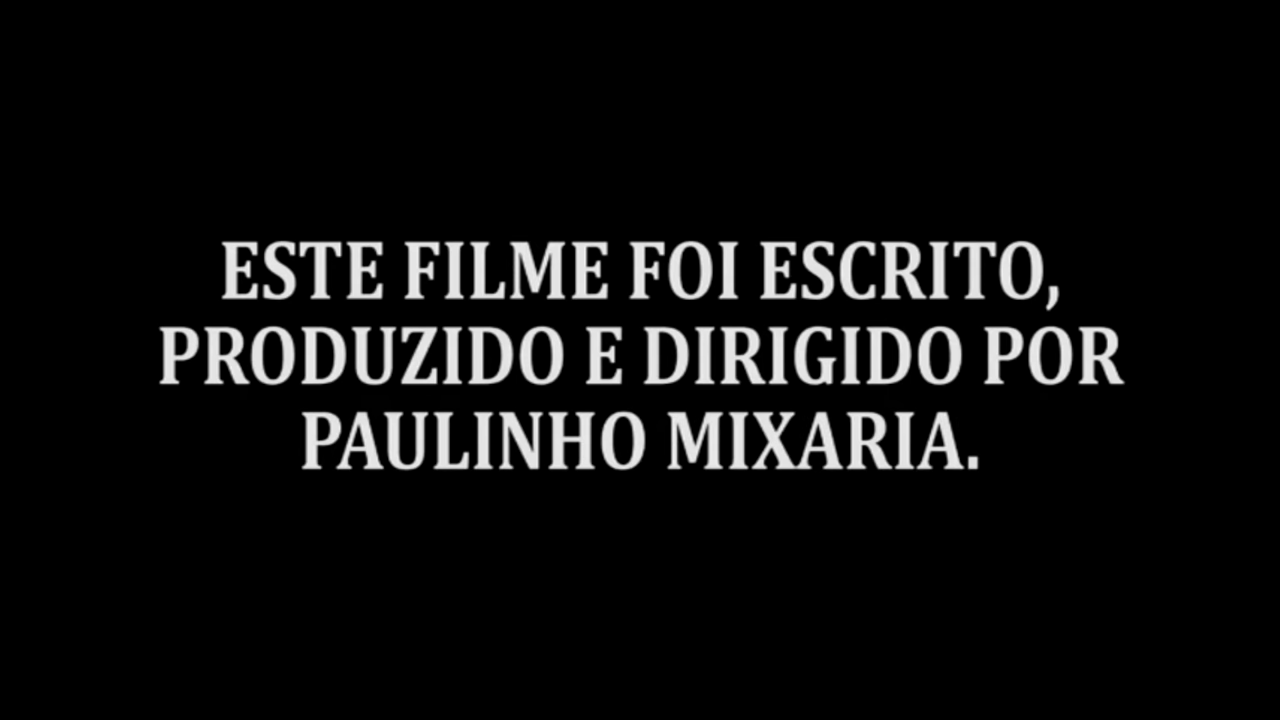 ESTE FILME FOI ESCRITO,
PRODUZIDO E DIRIGIDO POR
PAULINHO MIXARIA.